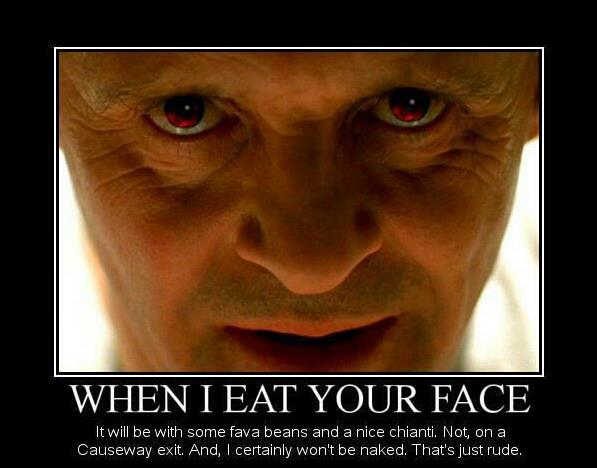 WHEN I EAT YOUR FACE
It will be with some fava beans and a nice chianti. Not, on a
Causeway exit. And, I certainly won't be naked. That's just rude.